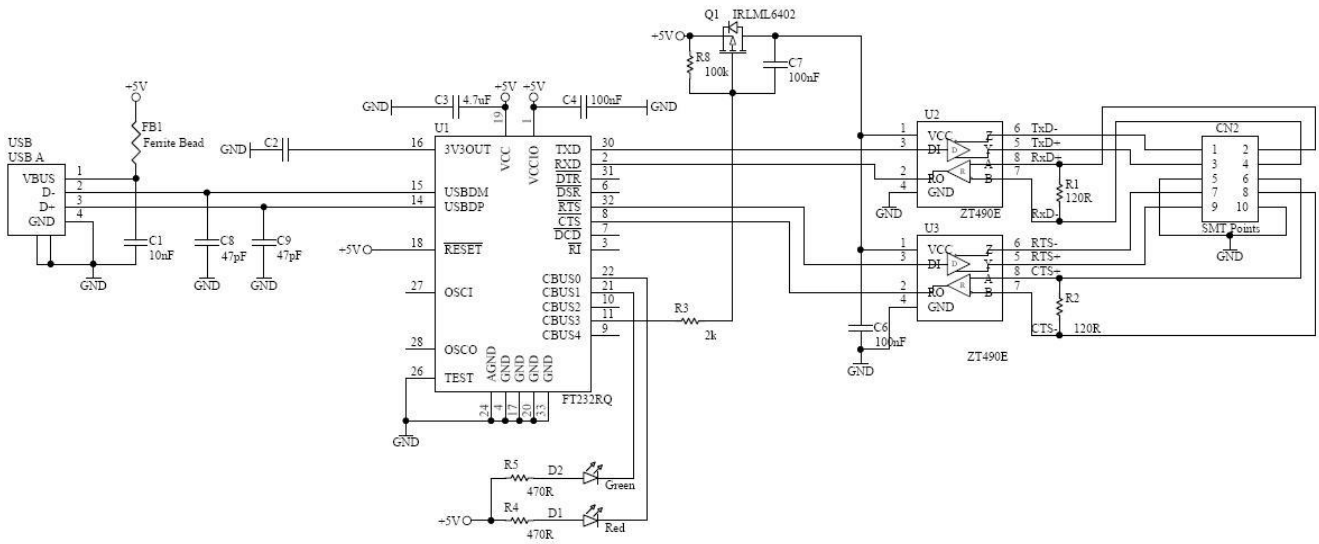 Q1 IRLML6402
+5V
R8
100k
C7
100nF
+5V
+5V
+5V
GND
C3
4.7uF
C4
100nF
GND
19
1
U1
USB
USB A
FB1
Ferrite Bead
VBUS
D-
D+
GND
1
2
3
4
C1
10nF
GND
GND
C2
C8
47pF
GND
C9
47pF
GND
+5V
16
15
14
18
27
28
26
3V3OUT
USBDM
USBDP
RESET
OSCI
OSCO
TEST
VCC
VCCIO
TXD
RXD
DTR
DSR
RTS
CTS
DCD
RI
CBUS0
CBUS1
CBUS2
CBUS3
CBUS4
30
2
31
6
32
8
7
3
22
21
10
11
9
AGND
GND
GND
GND
GND
24
4
17
20
33
FT232RQ
GND
R3
2k
U2
1
3
2
4
VCC
DI
RO
GND
D
R
Z
Y
A
B
6 TxD-
5 TxD+
8 RxD+
7
RxD-
R1
120R
GND
ZT490E
U3
1
3
2
4
VCC
DI
RO
GND
D
R
Z
Y
A
B
6 RTS-
5 RTS+
8 CTS+
7
CTS-
R2
120R
ZT490E
C6
100nF
GND
CN2
1 2
3 4
5 6
7 8
9 10
SMT Points
GND
R5
470R
D2
Green
+5V
R4
470R
D1
Red